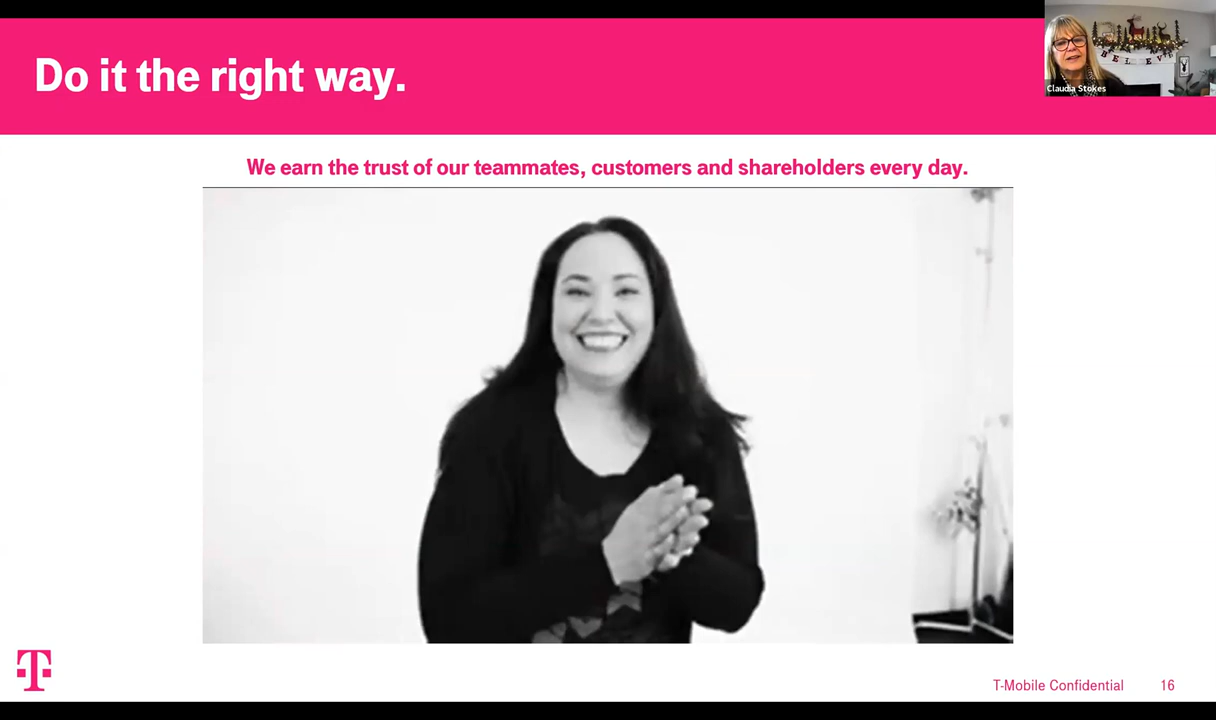 Do it the right way.
Claudia Stokes
BELIEVE
We earn the trust of our teammates, customers and shareholders every day.
T
T-Mobile Confidential 16